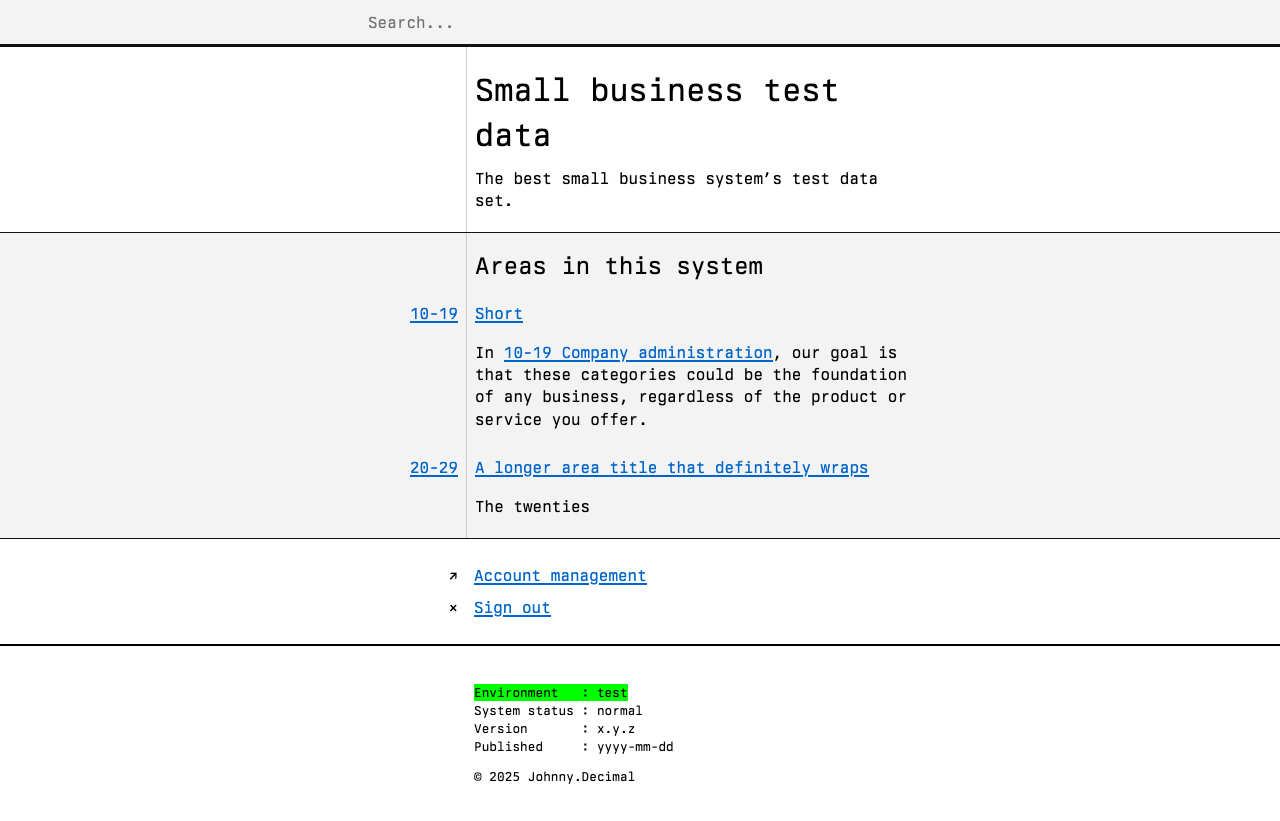 Search...
Small business test
data
The best small business system’s test data
set.
Areas in this system
10-19 Short
In 10-19 Company administration, our goal is
that these categories could be the foundation
of any business, regardless of the product or
service you offer.
20-29 A longer area title that definitely wraps
The twenties
↗ Account management
× Sign out
Environment   : test
System status : normal
Version       : x.y.z
Published     : yyyy-mm-dd
© 2025 Johnny.Decimal